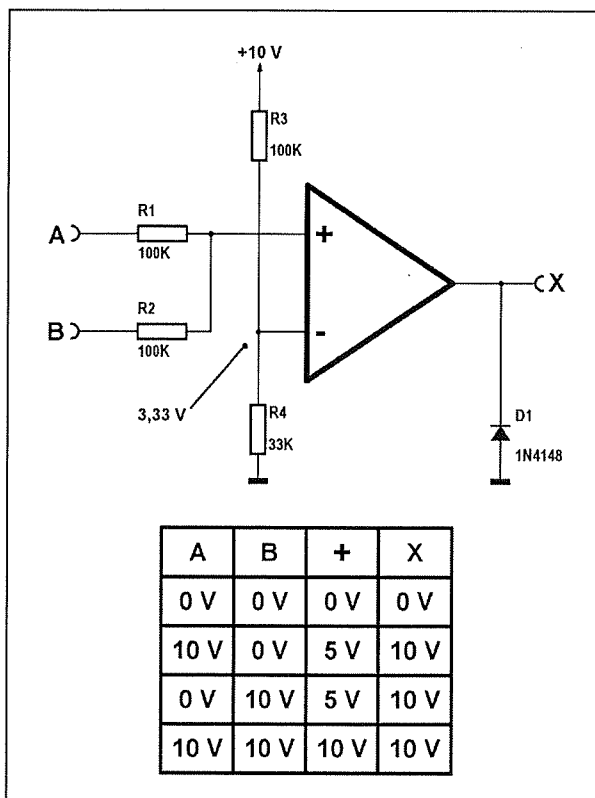 +10 V
R3
100K
R1
A
100K
+
X
R2
B
100K
-
3,33 V
R4
33K
D1
1N4148
A B + X
0 V 0 V 0 V 0 V
10 V 0 V 5 V 10 V
0 V 10 V 5 V 10 V
10 V 10 V 10 V 10 V